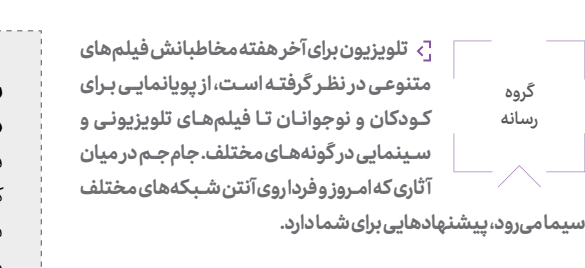 گروه
رسانه
تلویزیون برای آخر هفته مخاطبانش فیلم‌های
متنوعی در نظر گرفته است، از پویانمایی برای
کودکان و نوجوانان تا فیلم‌های تلویزیونی و
سینمایی در گونه‌های مختلف. جام‌جم در میان
آثاری که امروز و فردا روی آنتن شبکه‌های مختلف
سیما می‌رود، پیشنهادهایی برای شما دارد.